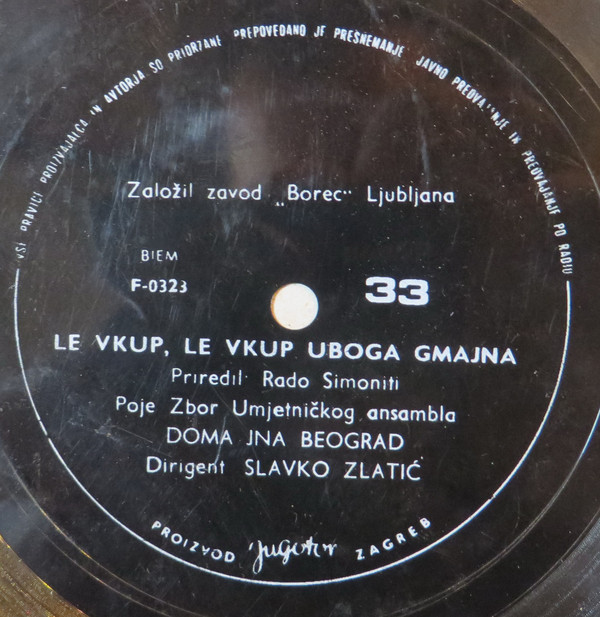 VSE PRAVICE PROIZVAJALCA IN AVTORJA SO PRIDRŽANE PREPOVEDANO JE PRESNEMANJE JAVNO PREDVAJANJE IN PREDVAJANJE PO RADIU
Založil zavod „Borec" Ljubljana
BIEM
F-0323
33
LE VKUP, LE VKUP UBOGA GMAJNA
Priredil Rado Simoniti
Poje Zbor Umjetničkog ansambla
DOMA JNA BEOGRAD
Dirigent SLAVKO ZLATIĆ
PROIZVOD Jugoton ZAGREB